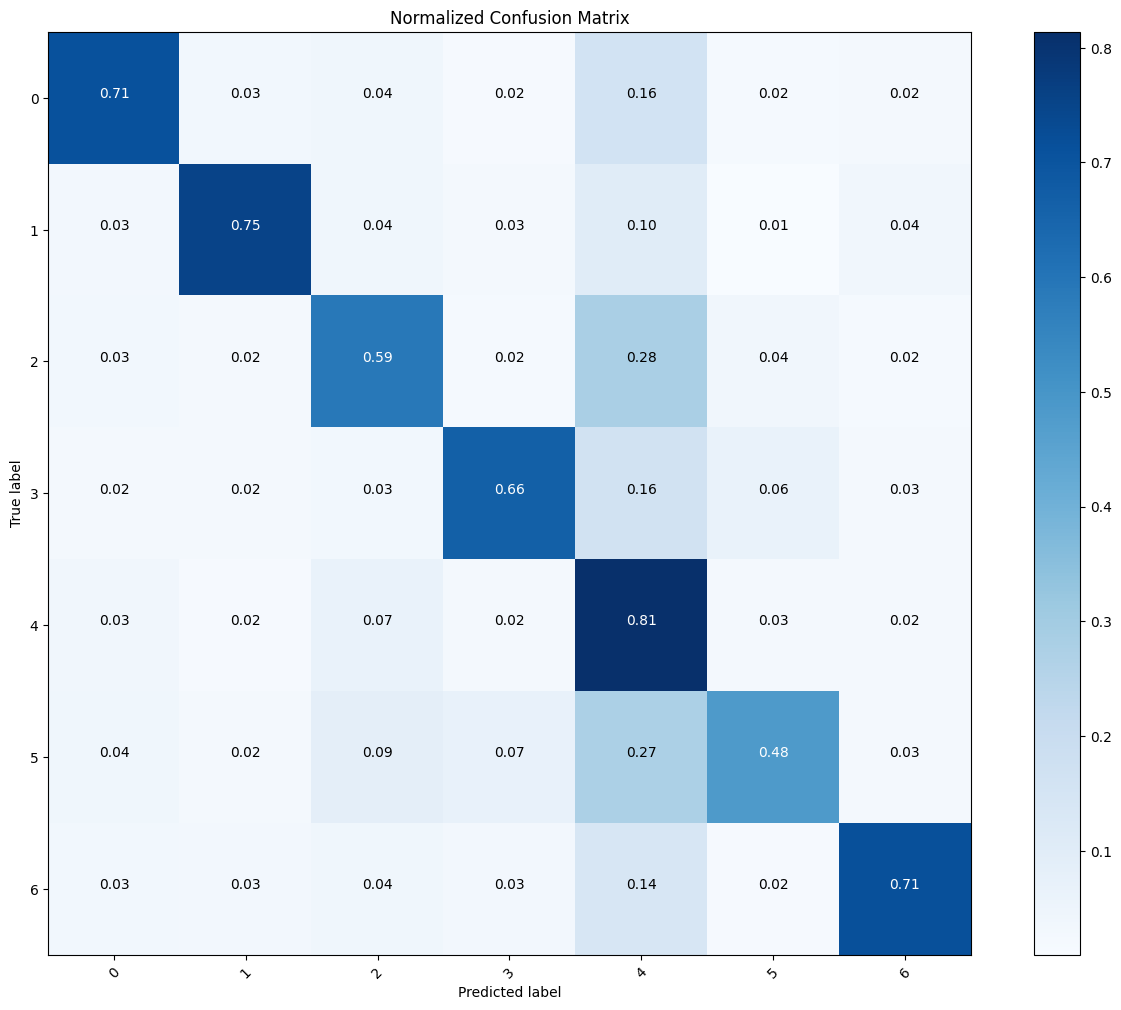 Normalized Confusion Matrix
0 0.71 0.03 0.04 0.02 0.16 0.02 0.02
1 0.03 0.75 0.04 0.03 0.10 0.01 0.04
2 0.03 0.02 0.59 0.02 0.28 0.04 0.02
3 0.02 0.02 0.03 0.66 0.16 0.06 0.03
4 0.03 0.02 0.07 0.02 0.81 0.03 0.02
5 0.04 0.02 0.09 0.07 0.27 0.48 0.03
6 0.03 0.03 0.04 0.03 0.14 0.02 0.71
0 1 2 3 4 5 6
True label
Predicted label
0.8
0.7
0.6
0.5
0.4
0.3
0.2
0.1